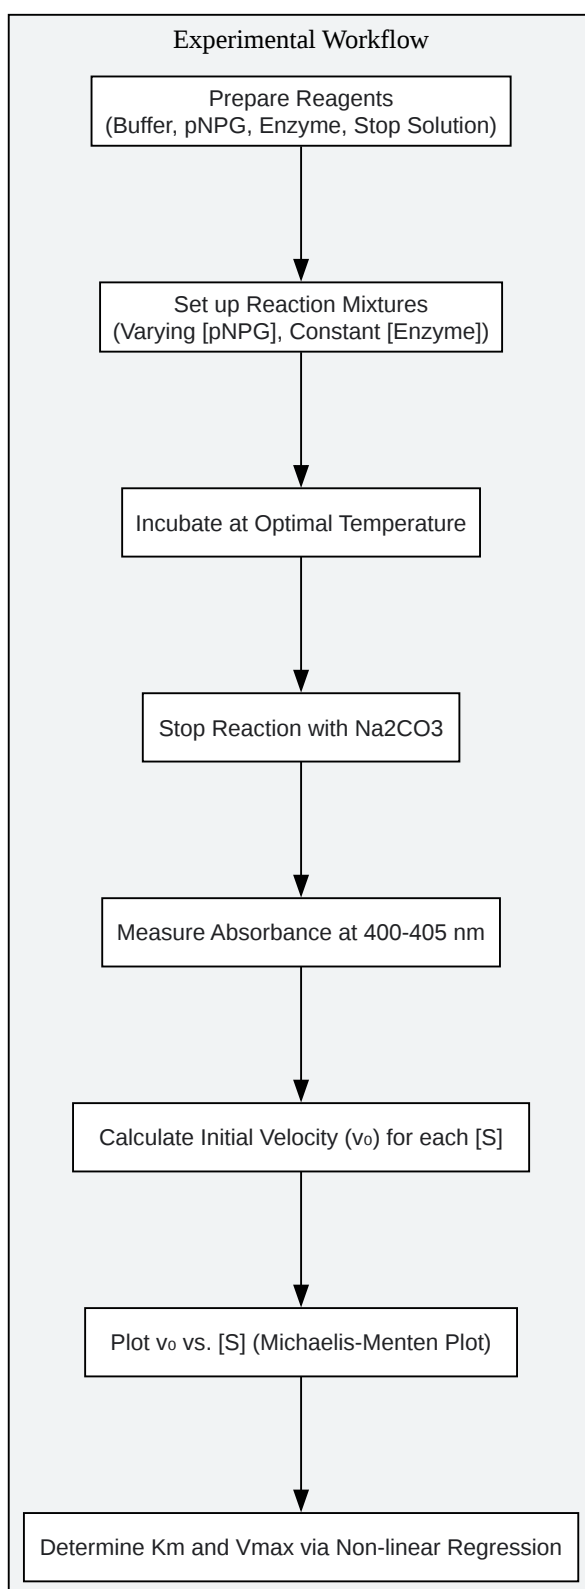 Experimental Workflow
Prepare Reagents
(Buffer, pNPG, Enzyme, Stop Solution)
Set up Reaction Mixtures
(Varying [pNPG], Constant [Enzyme])
Incubate at Optimal Temperature
Stop Reaction with Na2CO3
Measure Absorbance at 400-405 nm
Calculate Initial Velocity (v₀) for each [S]
Plot v₀ vs. [S] (Michaelis-Menten Plot)
Determine Km and Vmax via Non-linear Regression